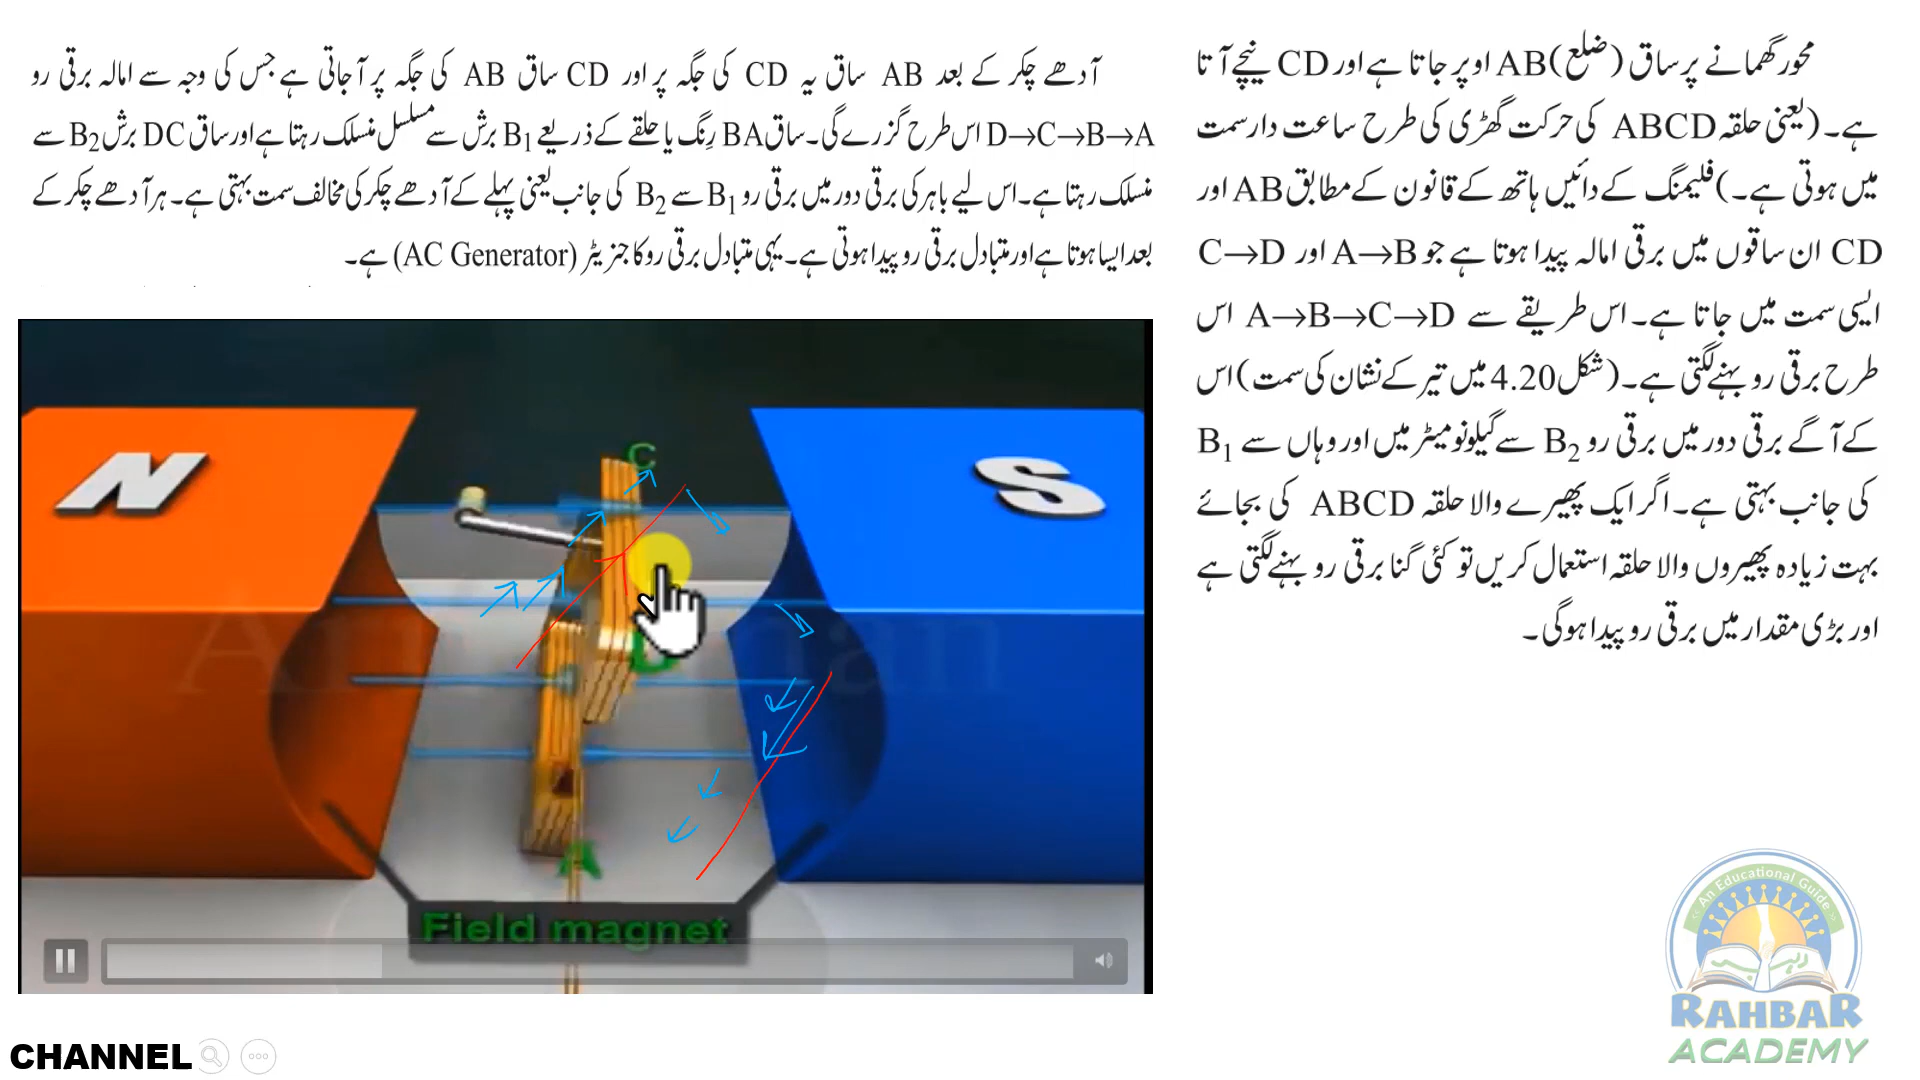 محور گھمانے پر ساق (ضلع) AB اوپر جاتا ہے اور CD نیچے آتا
ہے۔ (یعنی حلقہ ABCD کی حرکت گھڑی کی طرح ساعت دار سمت
میں ہوتی ہے۔) فلیمنگ کے دائیں ہاتھ کے قانون کے مطابق AB اور
CD ان ساقوں میں برقی امالہ پیدا ہوتا ہے جو A→B اور C→D
ایسی سمت میں جاتا ہے۔ اس طریقے سے A→B→C→D اس
طرح برقی رو بہنے لگتی ہے۔ (شکل 4.20 میں تیر کے نشان کی سمت) اس
کے آگے برقی دور میں برقی رو B2 سے گیلونومیٹر میں اور وہاں سے B1
کی جانب بہتی ہے۔ اگر ایک پھیرے والا حلقہ ABCD کی بجائے
بہت زیادہ پھیروں والا حلقہ استعمال کریں تو کئی گنا برقی رو بہنے لگتی ہے
اور بڑی مقدار میں برقی رو پیدا ہوگی۔
آدھے چکر کے بعد AB ساق یہ CD کی جگہ پر اور CD ساق AB کی جگہ پر آجاتی ہے جس کی وجہ سے امالہ برقی رو
D→C→B→A اس طرح گزرے گی۔ ساق BA رِنگ یا حلقے کے ذریعے B1 برش سے مسلسل منسلک رہتا ہے اور ساق DC برش B2 سے
منسلک رہتا ہے۔ اس لیے باہر کی برقی دور میں برقی رو B1 سے B2 کی جانب یعنی پہلے کے آدھے چکر کی مخالف سمت بہتی ہے۔ ہر آدھے چکر کے
بعد ایسا ہوتا ہے اور متبادل برقی رو پیدا ہوتی ہے۔ یہی متبادل برقی رو کا جنریٹر (AC Generator) ہے۔
N
S
C
A
Field magnet
An Educational Guide
رہبر
RAHBAR
ACADEMY
CHANNEL